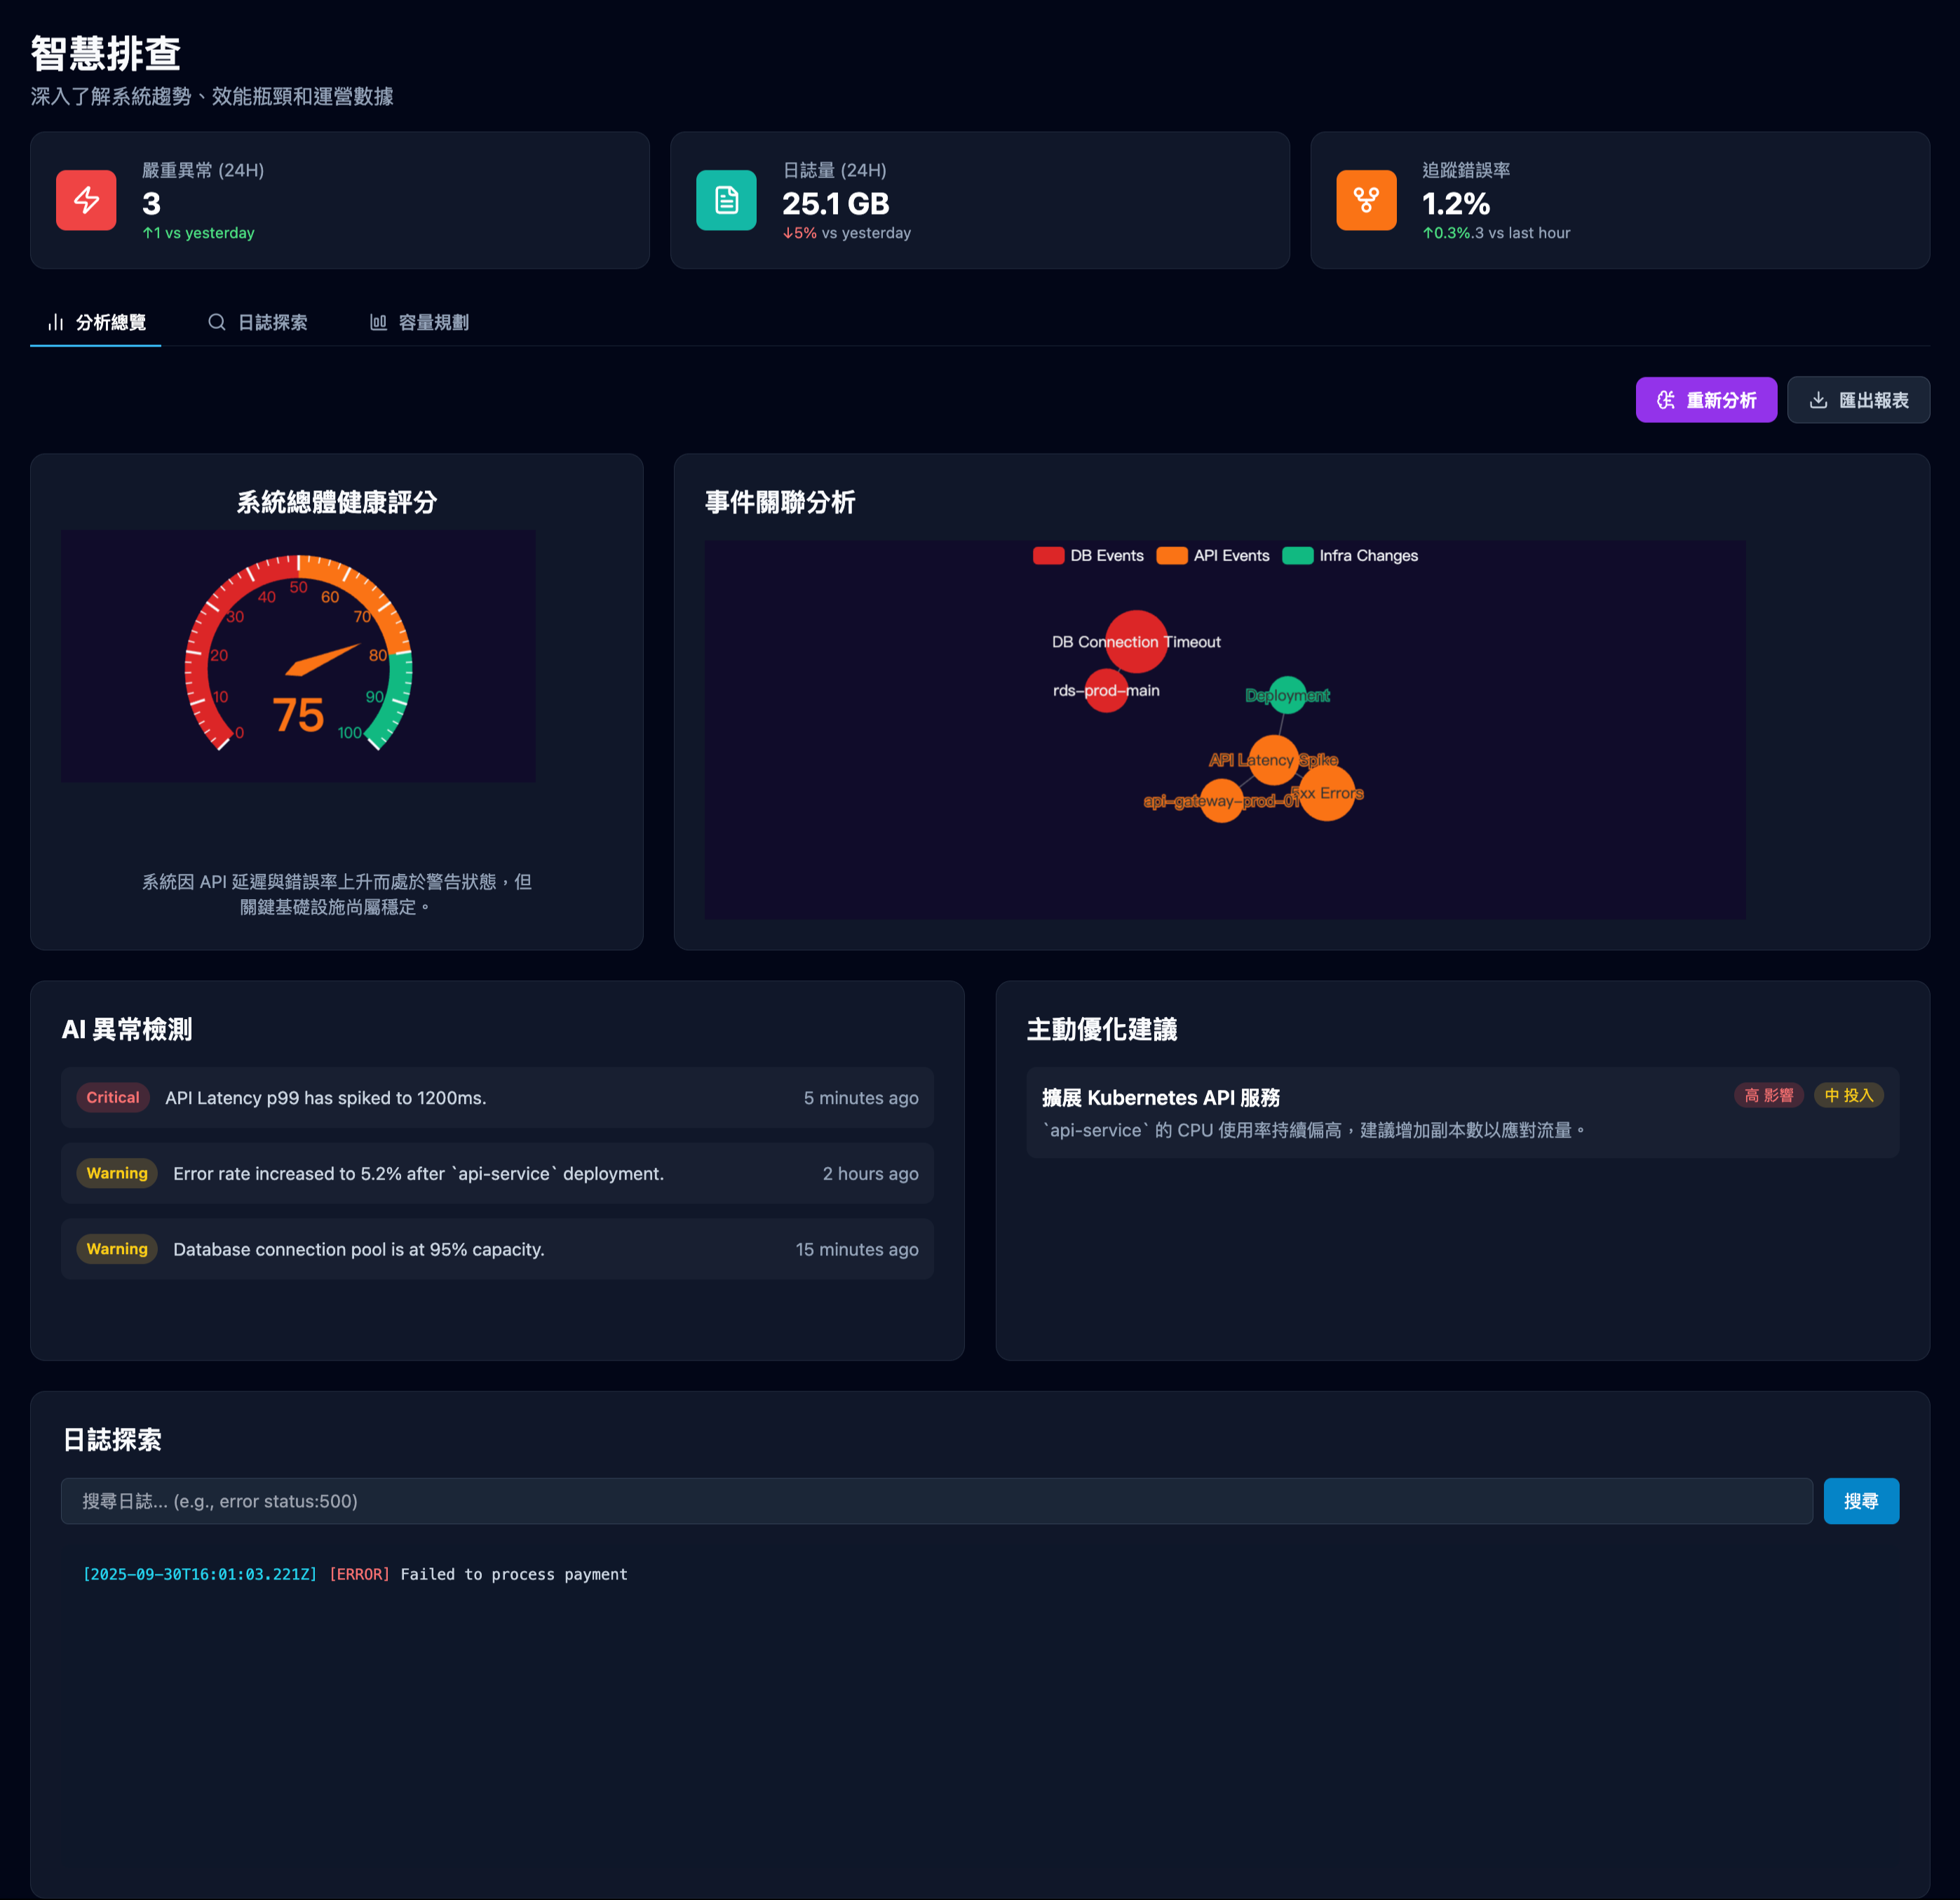 智慧排查
深入了解系統趨勢、效能瓶頸和運營數據
嚴重異常 (24H)
3
↑1 vs yesterday
日誌量 (24H)
25.1 GB
↓5% vs yesterday
追蹤錯誤率
1.2%
↑0.3%.3 vs last hour
分析總覽
日誌探索
容量規劃
重新分析
匯出報表
系統總體健康評分
0
10
20
30
40
50
60
70
80
90
100
75
系統因 API 延遲與錯誤率上升而處於警告狀態，但
關鍵基礎設施尚屬穩定。
事件關聯分析
DB Events
API Events
Infra Changes
DB Connection Timeout
rds-prod-main
Deployment
API Latency Spike
api-gateway-prod-01
5xx Errors
AI 異常檢測
Critical API Latency p99 has spiked to 1200ms. 5 minutes ago
Warning Error rate increased to 5.2% after `api-service` deployment. 2 hours ago
Warning Database connection pool is at 95% capacity. 15 minutes ago
主動優化建議
擴展 Kubernetes API 服務
高 影響
中 投入
`api-service` 的 CPU 使用率持續偏高，建議增加副本數以應對流量。
日誌探索
搜尋日誌... (e.g., error status:500)
搜尋
[2025-09-30T16:01:03.221Z] [ERROR] Failed to process payment